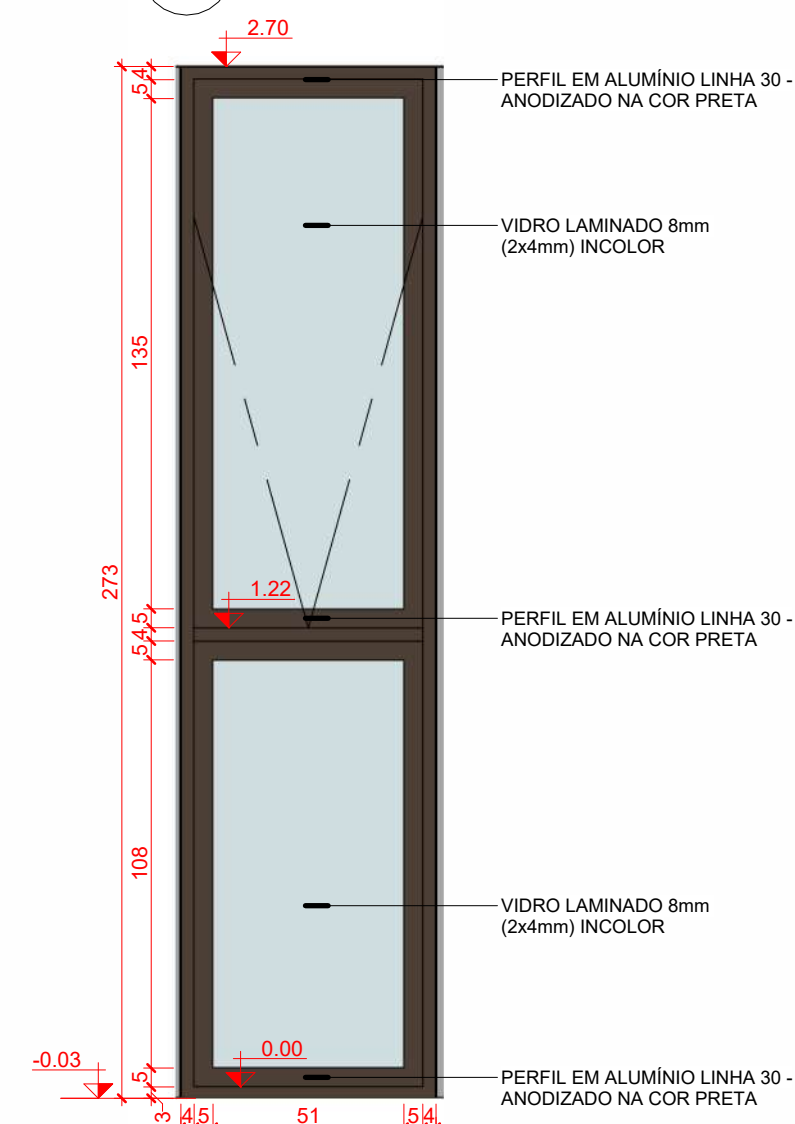 2.70
5 4
PERFIL EM ALUMÍNIO LINHA 30 -
ANODIZADO NA COR PRETA
VIDRO LAMINADO 8mm
(2x4mm) INCOLOR
135
273
1.22
5 4 5
PERFIL EM ALUMÍNIO LINHA 30 -
ANODIZADO NA COR PRETA
108
VIDRO LAMINADO 8mm
(2x4mm) INCOLOR
-0.03
0.00
5
PERFIL EM ALUMÍNIO LINHA 30 -
ANODIZADO NA COR PRETA
3
4 5 51 5 4